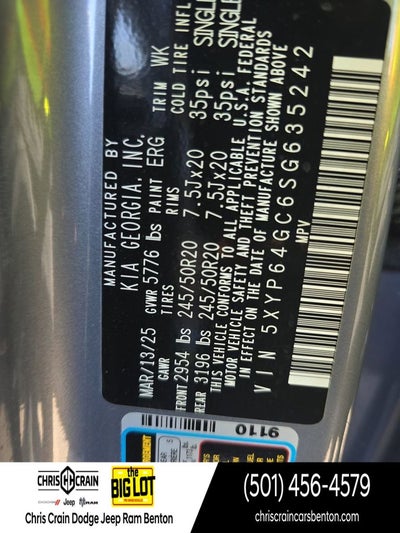 MANUFACTURED BY
KIA GEORGIA, INC.
MAR/13/25 GVWR 5776 lbs PAINT ERG TRIM WK
GAWR TIRES RIMS COLD TIRE INFL
FRONT 2954 lbs 245/50R20 7.5Jx20 35psi SINGLE
REAR 3196 lbs 245/50R20 7.5Jx20 35psi SINGLE
THIS VEHICLE CONFORMS TO ALL APPLICABLE U.S.A. FEDERAL
MOTOR VEHICLE SAFETY AND THEFT PREVENTION STANDARDS
IN EFFECT ON THE DATE OF MANUFACTURE SHOWN ABOVE
VIN 5XYP64GC6SG635242
MPV
9110
CHRIS CRAIN
DODGE Jeep RAM
the
BIG LOT
Chris Crain Dodge Jeep Ram Benton
(501) 456-4579
chriscraincarsbenton.com